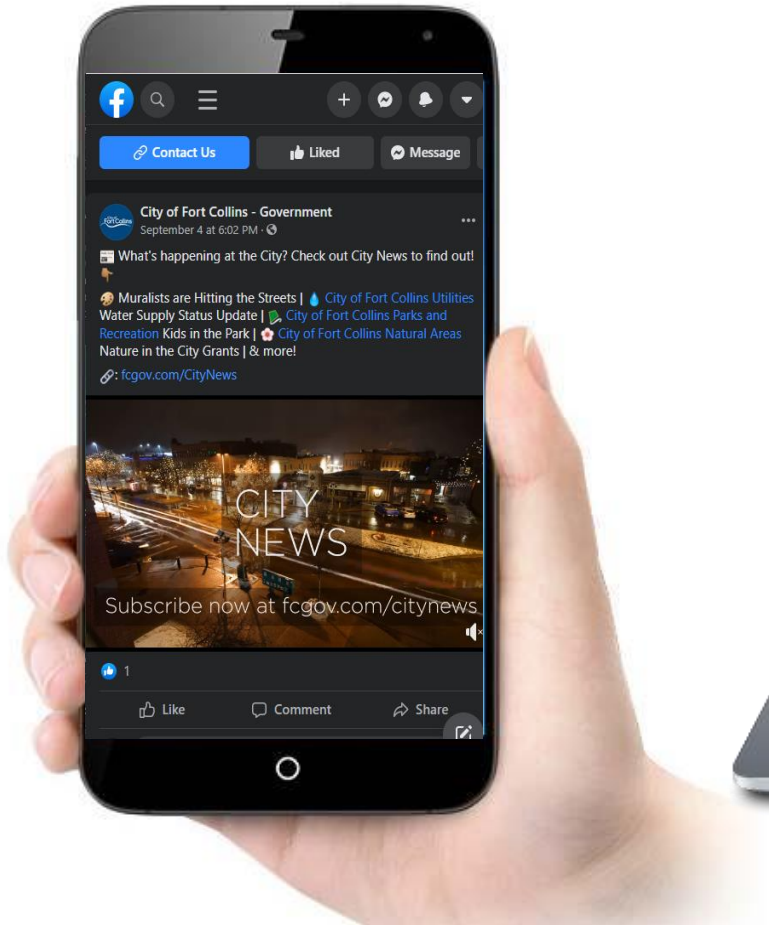 Contact Us
Liked
Message
City of Fort Collins
City of Fort Collins - Government
September 4 at 6:02 PM ·
What's happening at the City? Check out City News to find out!
Muralists are Hitting the Streets | City of Fort Collins Utilities
Water Supply Status Update | City of Fort Collins Parks and
Recreation Kids in the Park | City of Fort Collins Natural Areas
Nature in the City Grants | & more!
: fcgov.com/CityNews
CITY
NEWS
Subscribe now at fcgov.com/citynews
1
Like
Comment
Share